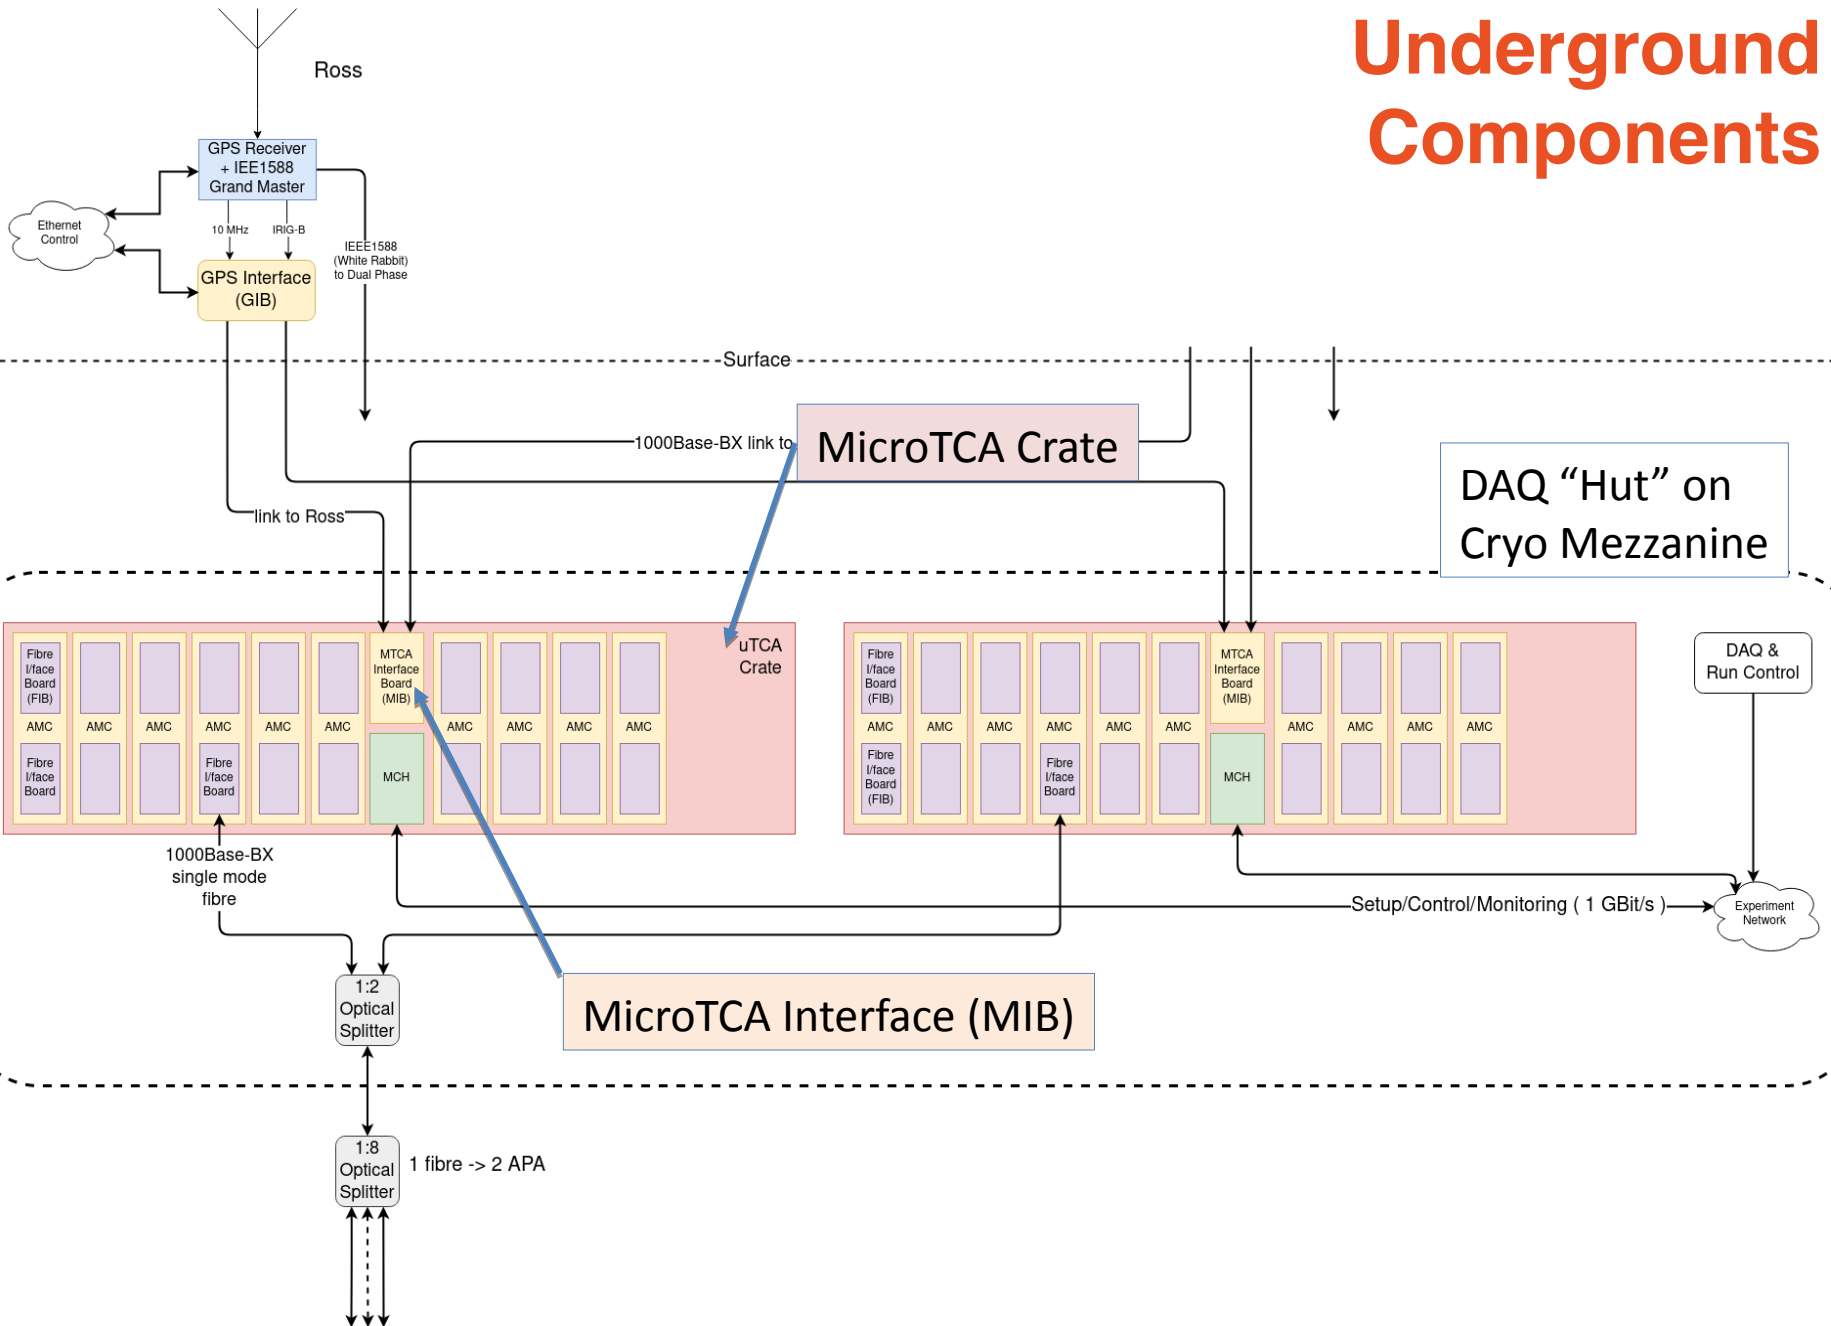 Underground
Components
Ross
GPS Receiver
+ IEE1588
Grand Master
Ethernet
Control
10 MHz
IRIG-B
IEEE1588
(White Rabbit)
to Dual Phase
GPS Interface
(GIB)
Surface
1000Base-BX link to
MicroTCA Crate
DAQ “Hut” on
Cryo Mezzanine
link to Ross
Fibre
I/face
Board
(FIB)
AMC
Fibre
I/face
Board
AMC
AMC
AMC
Fibre
I/face
Board
AMC
AMC
MTCA
Interface
Board
(MIB)
MCH
AMC
AMC
AMC
AMC
uTCA
Crate
Fibre
I/face
Board
(FIB)
AMC
Fibre
I/face
Board
(FIB)
AMC
AMC
AMC
Fibre
I/face
Board
AMC
AMC
MTCA
Interface
Board
(MIB)
MCH
AMC
AMC
AMC
AMC
DAQ &
Run Control
1000Base-BX
single mode
fibre
Setup/Control/Monitoring ( 1 GBit/s )
Experiment
Network
1:2
Optical
Splitter
MicroTCA Interface (MIB)
1:8
Optical
Splitter
1 fibre -> 2 APA